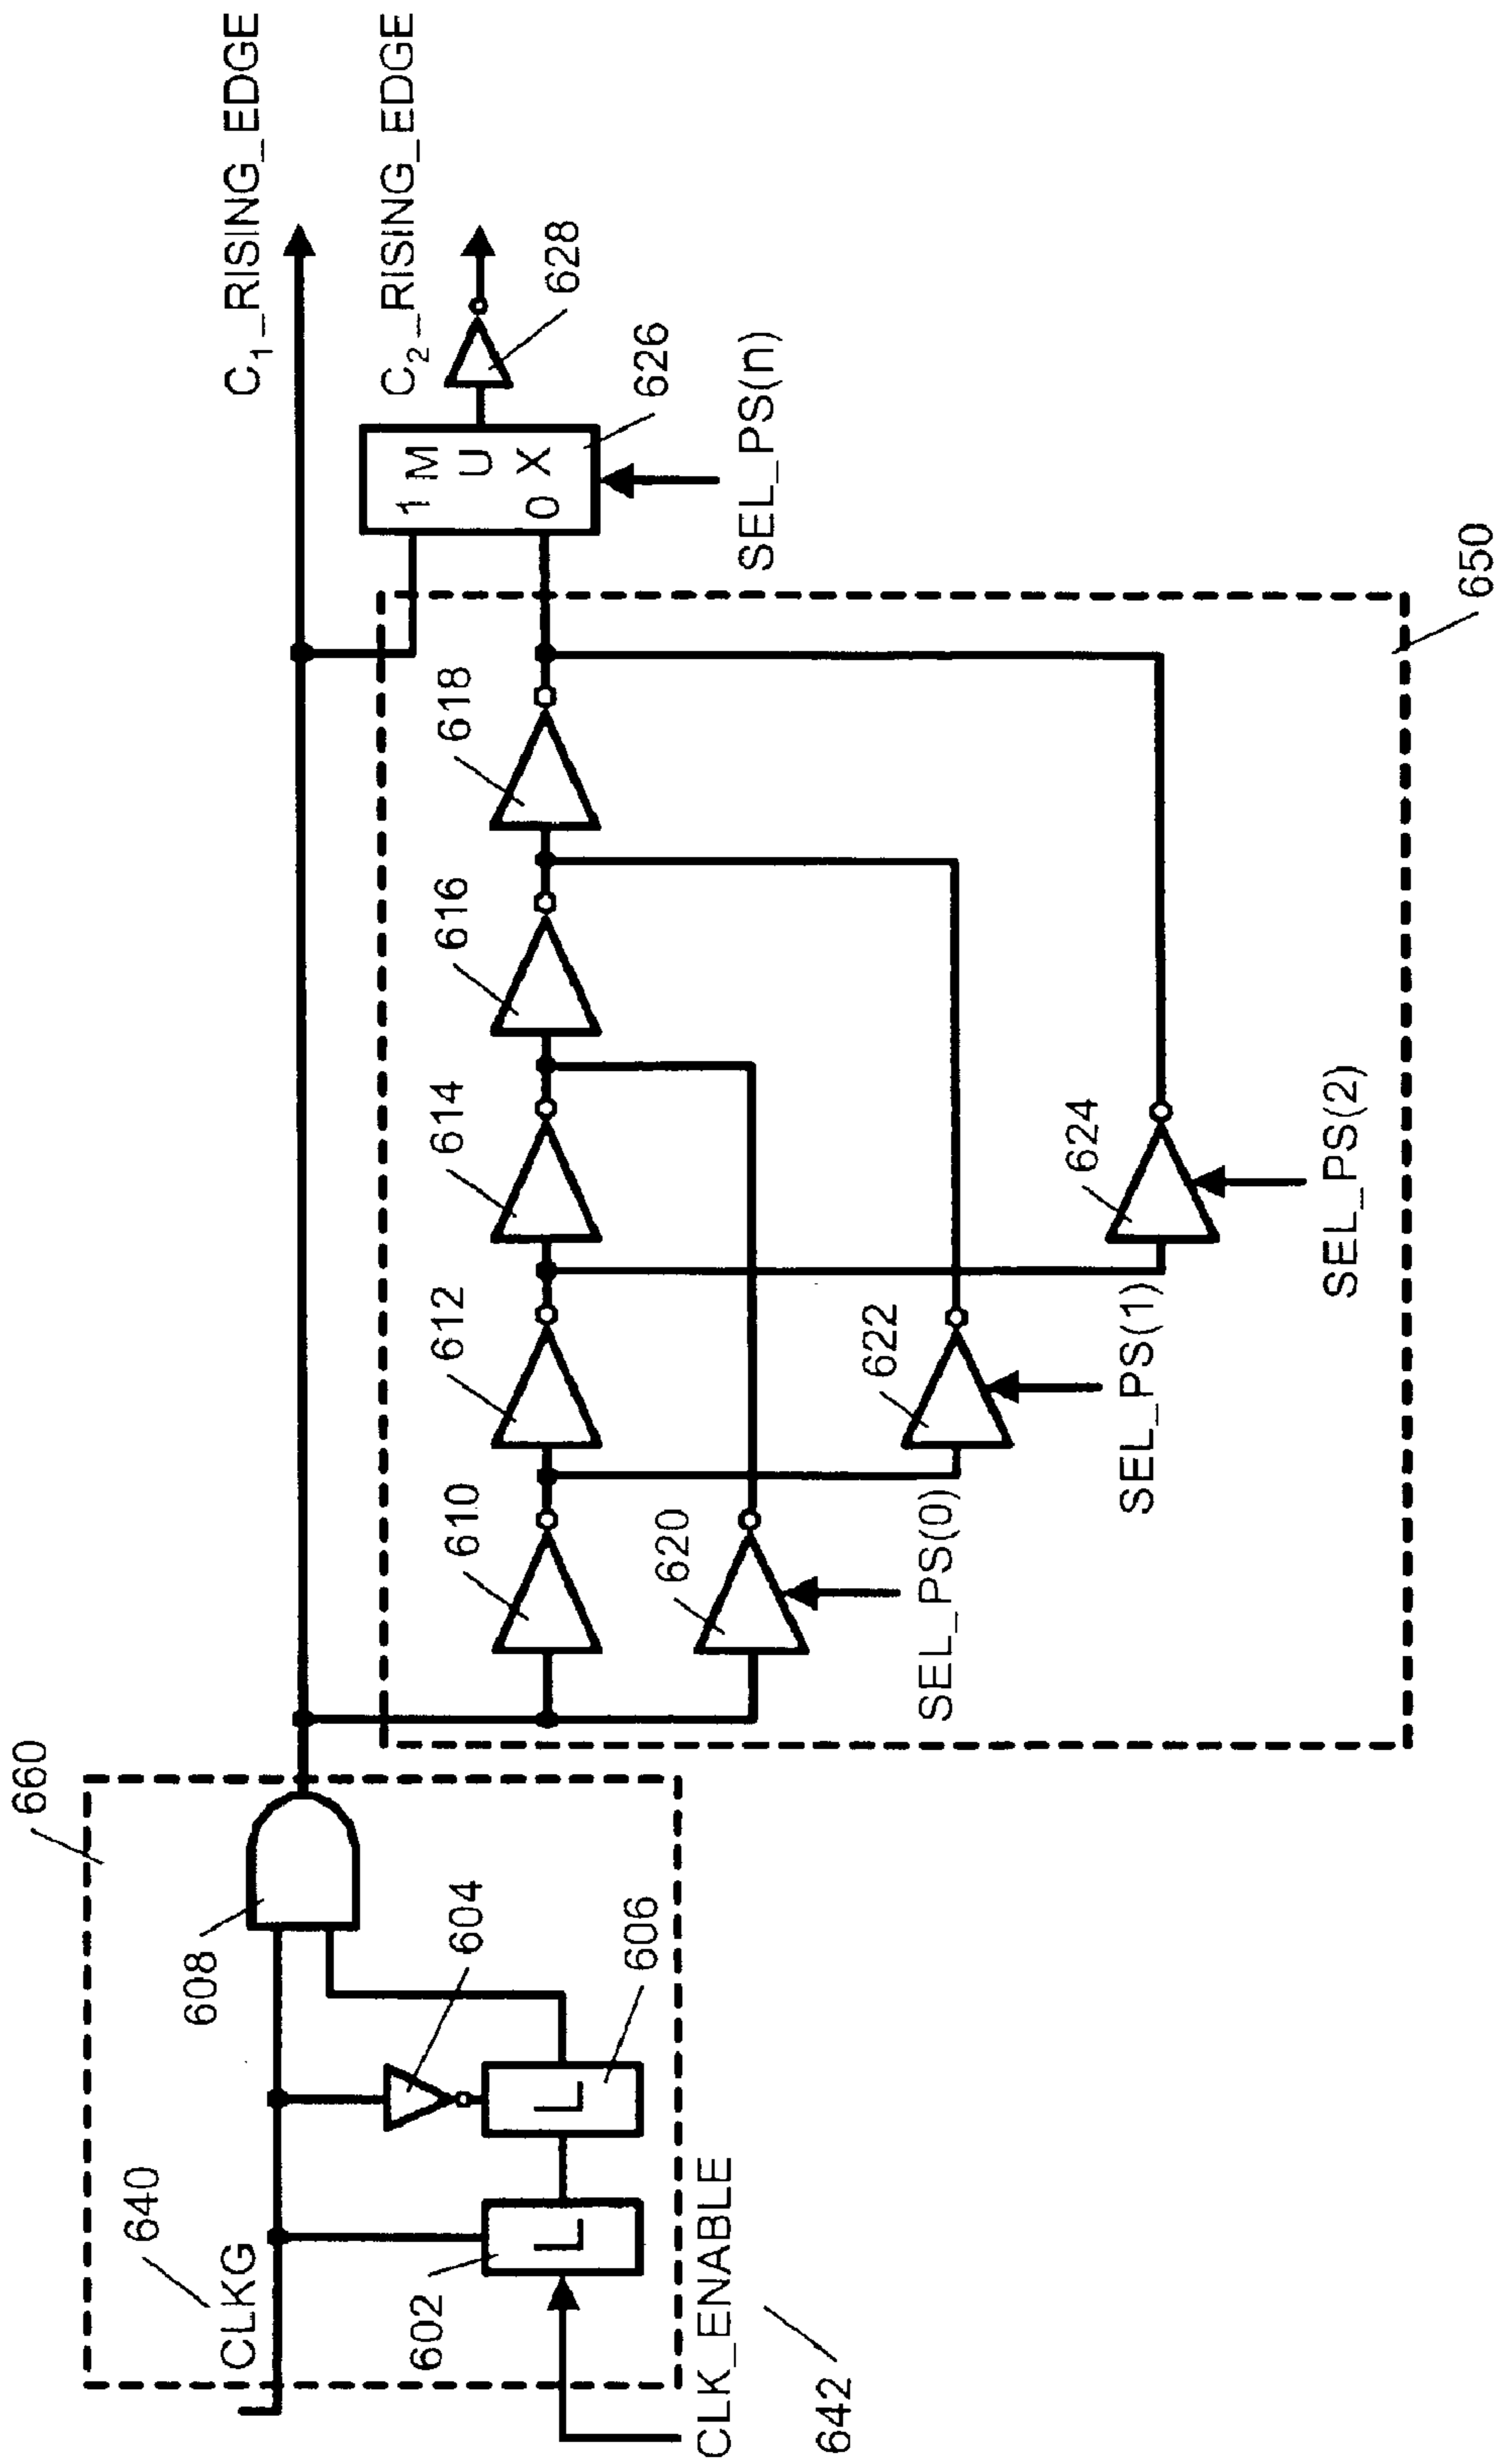 660
640
CLKG
608
604
602
606
CLK_ENABLE
642
C1_RISING_EDGE
C2_RISING_EDGE
628
1 M
U
0 X
626
SEL_PS(n)
610
612
614
616
618
620
SEL_PS(0)
622
SEL_PS(1)
624
SEL_PS(2)
650
L
L